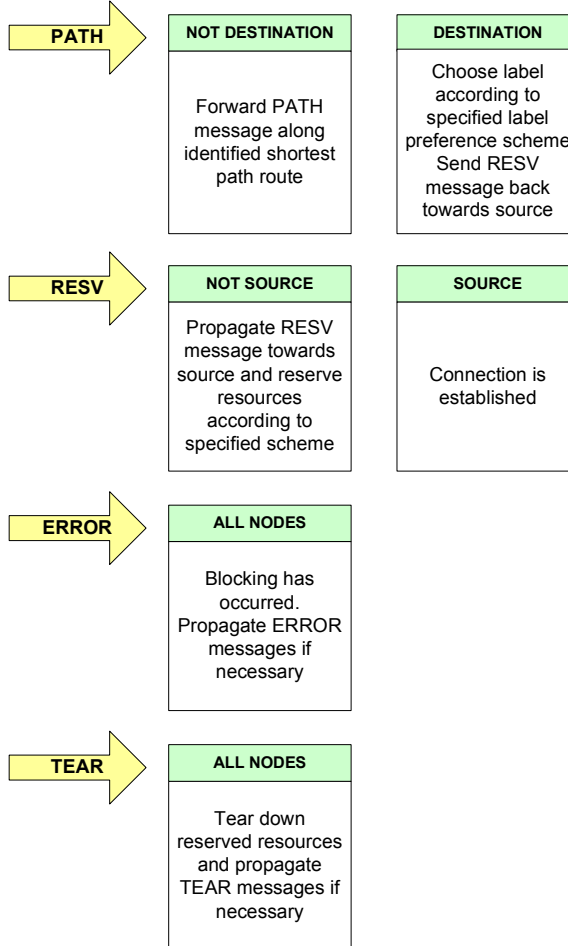 PATH
NOT DESTINATION
Forward PATH
message along
identified shortest
path route
DESTINATION
Choose label
according to
specified label
preference scheme
Send RESV
message back
towards source
RESV
NOT SOURCE
Propagate RESV
message towards
source and reserve
resources
according to
specified scheme
SOURCE
Connection is
established
ERROR
ALL NODES
Blocking has
occurred.
Propagate ERROR
messages if
necessary
TEAR
ALL NODES
Tear down
reserved resources
and propagate
TEAR messages if
necessary